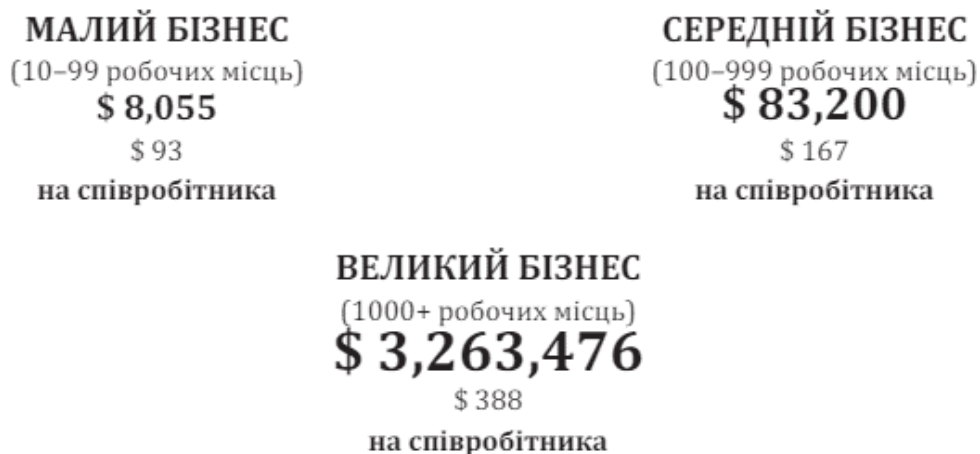 МАЛИЙ БІЗНЕС
(10–99 робочих місць)
$ 8,055
$ 93
на співробітника
СЕРЕДНІЙ БІЗНЕС
(100–999 робочих місць)
$ 83,200
$ 167
на співробітника
ВЕЛИКИЙ БІЗНЕС
(1000+ робочих місць)
$ 3,263,476
$ 388
на співробітника